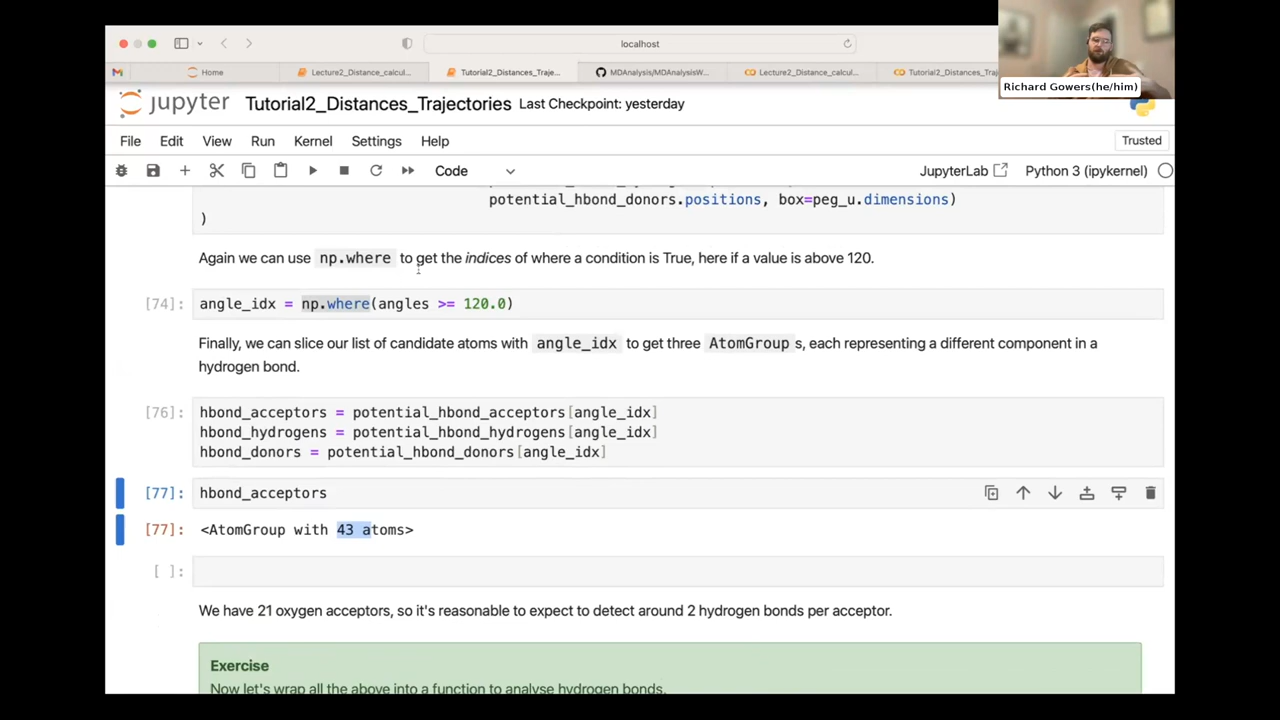 localhost
Home
Lecture2_Distance_calcul...
Tutorial2_Distances_Traje...
MDAnalysis/MDAnalysisW...
Lecture2_Distance_calcul...
Tutorial2_Distances_Traj
Richard Gowers(he/him)
jupyter Tutorial2_Distances_Trajectories Last Checkpoint: yesterday
File Edit View Run Kernel Settings Help
Trusted
Code
JupyterLab
Python 3 (ipykernel)
potential_hbond_donors.positions, box=peg_u.dimensions)
)
Again we can use np.where to get the indices of where a condition is True, here if a value is above 120.
[74]: angle_idx = np.where(angles >= 120.0)
Finally, we can slice our list of candidate atoms with angle_idx to get three AtomGroup s, each representing a different component in a
hydrogen bond.
[76]: hbond_acceptors = potential_hbond_acceptors[angle_idx]
hbond_hydrogens = potential_hbond_hydrogens[angle_idx]
hbond_donors = potential_hbond_donors[angle_idx]
[77]: hbond_acceptors
[77]: <AtomGroup with 43 atoms>
[ ]:
We have 21 oxygen acceptors, so it's reasonable to expect to detect around 2 hydrogen bonds per acceptor.
Exercise
Now let's wrap all the above into a function to analyse hydrogen bonds.